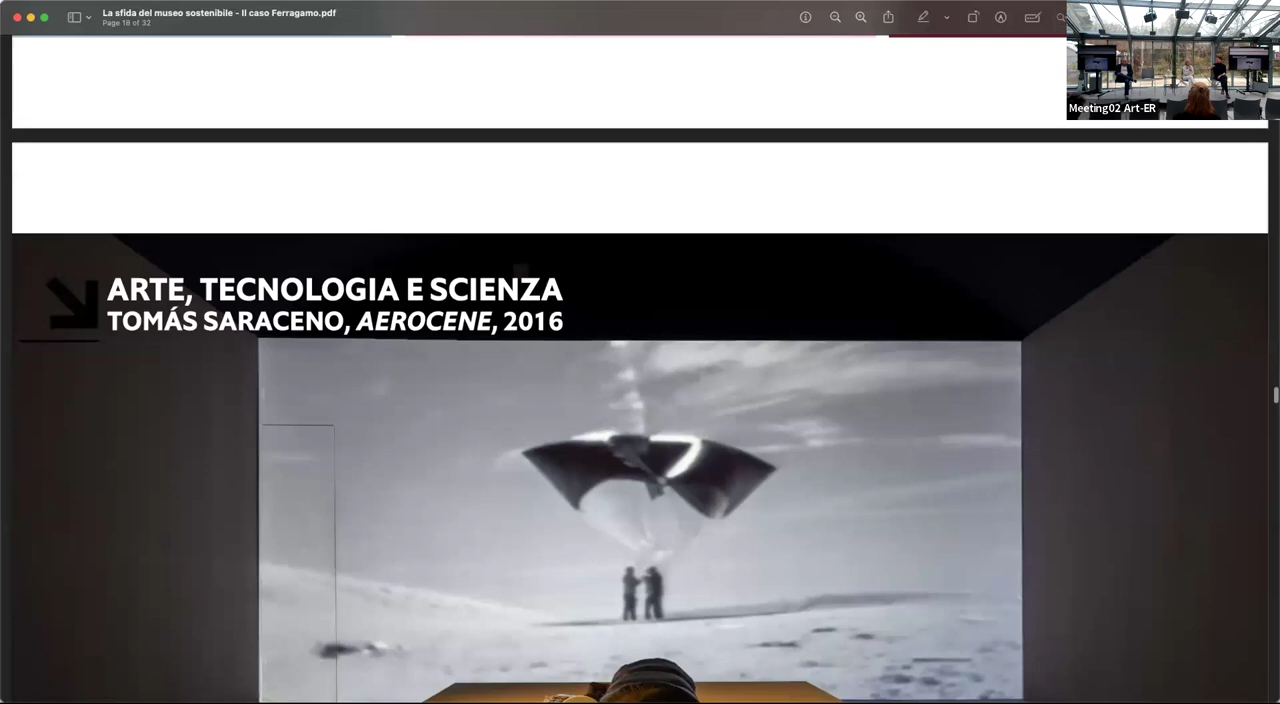 La sfida del museo sostenibile - Il caso Ferragamo.pdf
Page 18 of 32
Meeting02 Art-ER
ARTE, TECNOLOGIA E SCIENZA
TOMÁS SARACENO, AEROCENE, 2016